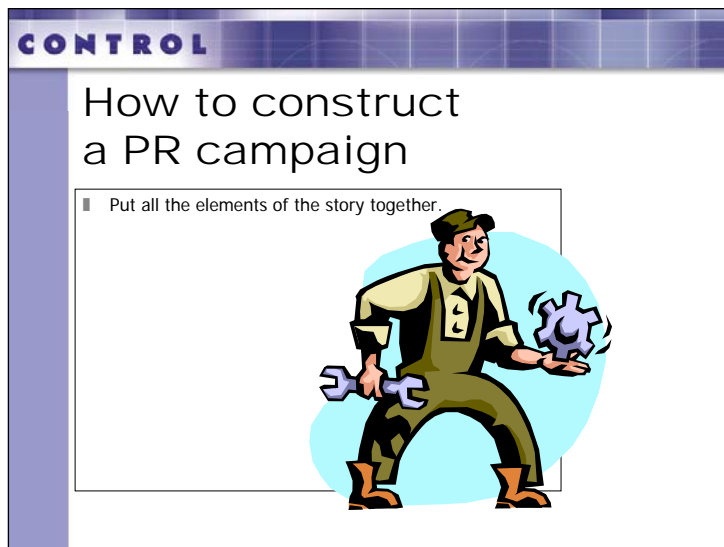 CONTROL
How to construct
a PR campaign
Put all the elements of the story together.